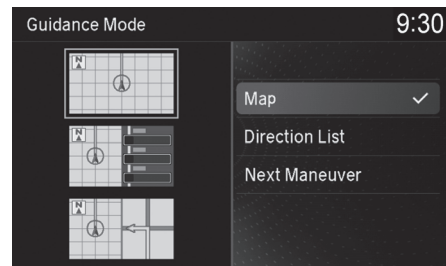 Guidance Mode 9:30
N
Map
Direction List
N
Next Maneuver
N